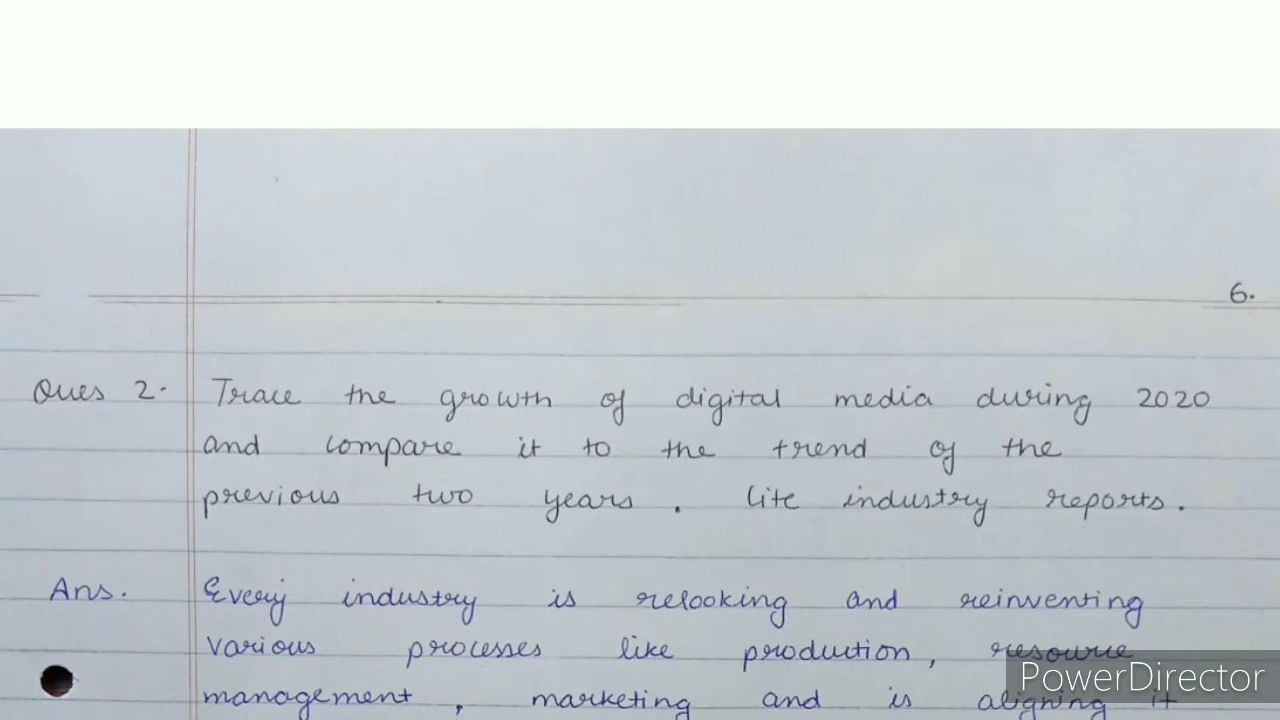 6.
Ques 2. Trace the growth of digital media during 2020
and compare it to the trend of the
previous two years. Cite industry reports.
Ans. Every industry is relooking and reinventing
various processes like production, resource
management, marketing and is aligning it
PowerDirector